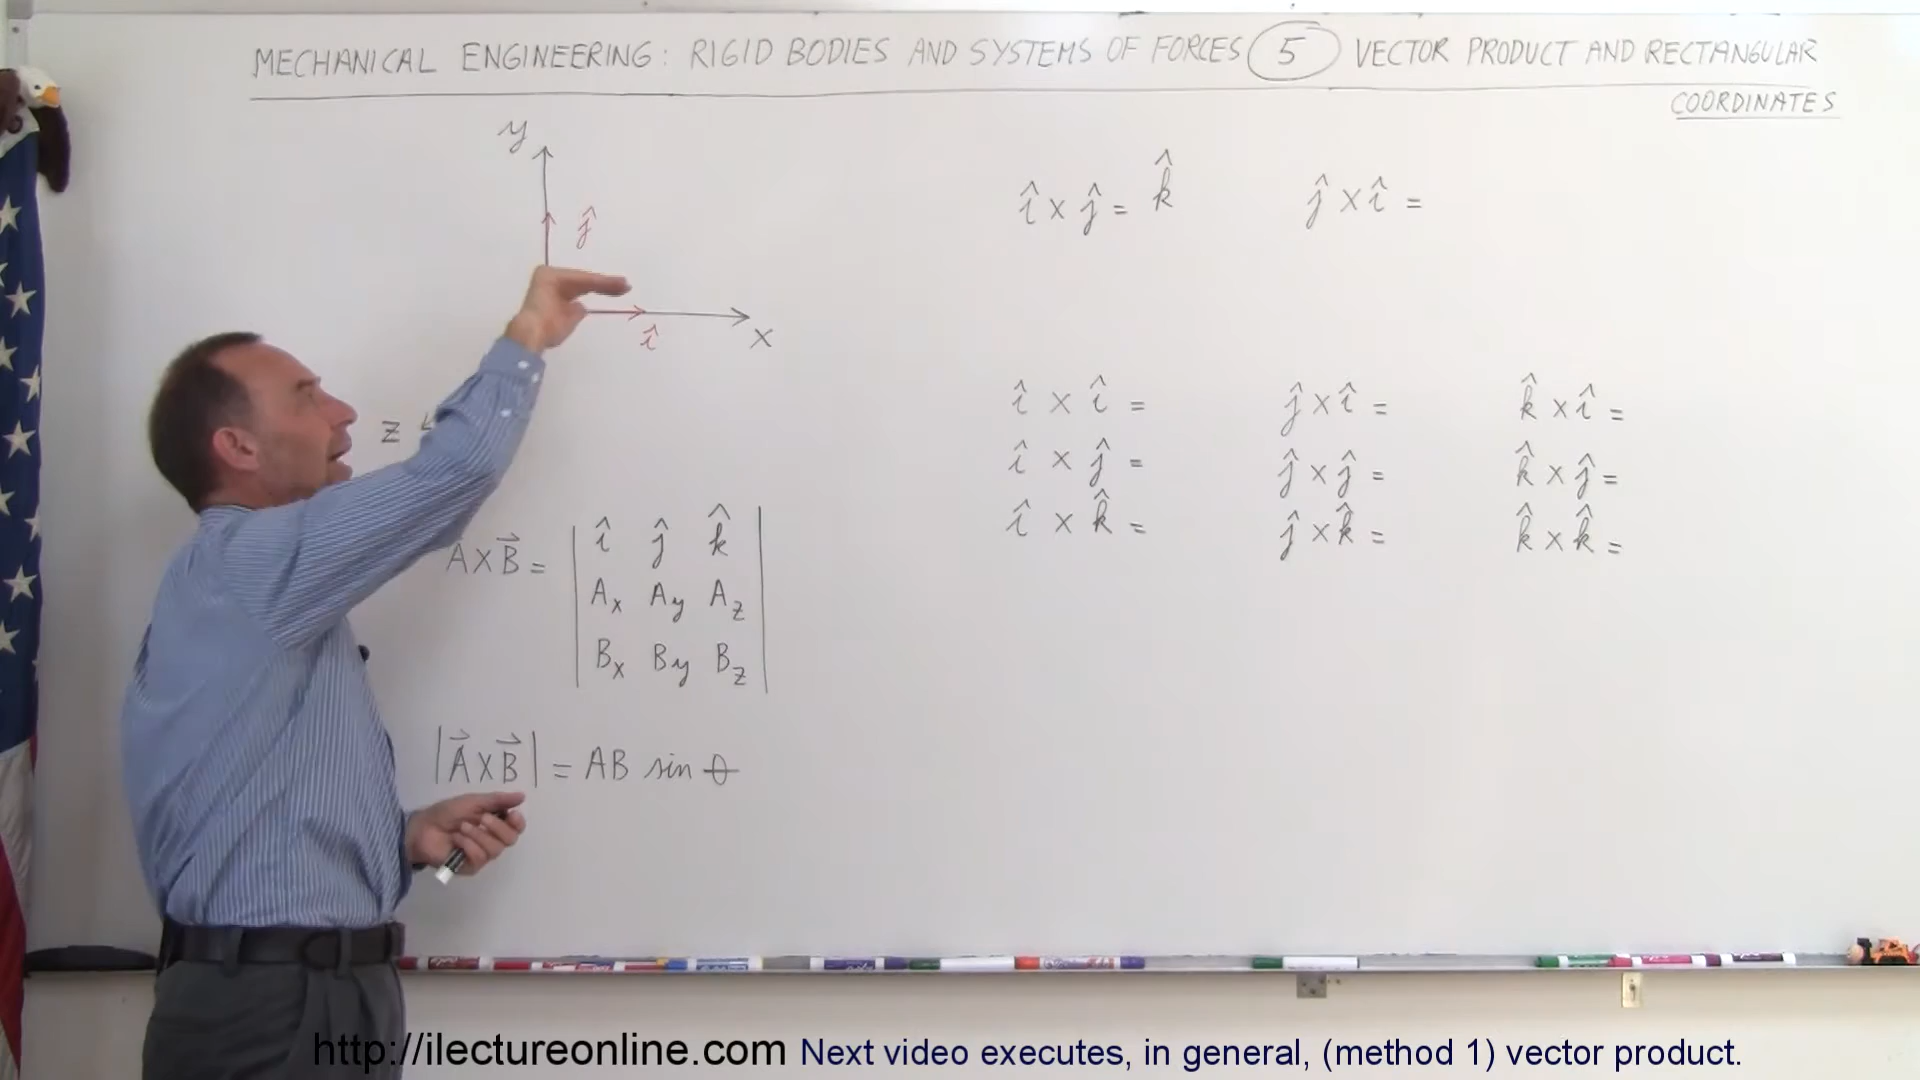 MECHANICAL ENGINEERING: RIGID BODIES AND SYSTEMS OF FORCES (5) VECTOR PRODUCT AND RECTANGULAR
COORDINATES
y
ĵ
î
x
z
î x ĵ = k̂
ĵ x î =
î x î =
ĵ x î =
k̂ x î =
î x ĵ =
ĵ x ĵ =
k̂ x ĵ =
î x k̂ =
ĵ x k̂ =
k̂ x k̂ =
A x B⃗ =
î ĵ k̂
Ax Ay Az
Bx By Bz
|A⃗ x B⃗| = AB sin θ
http://ilectureonline.com Next video executes, in general, (method 1) vector product.